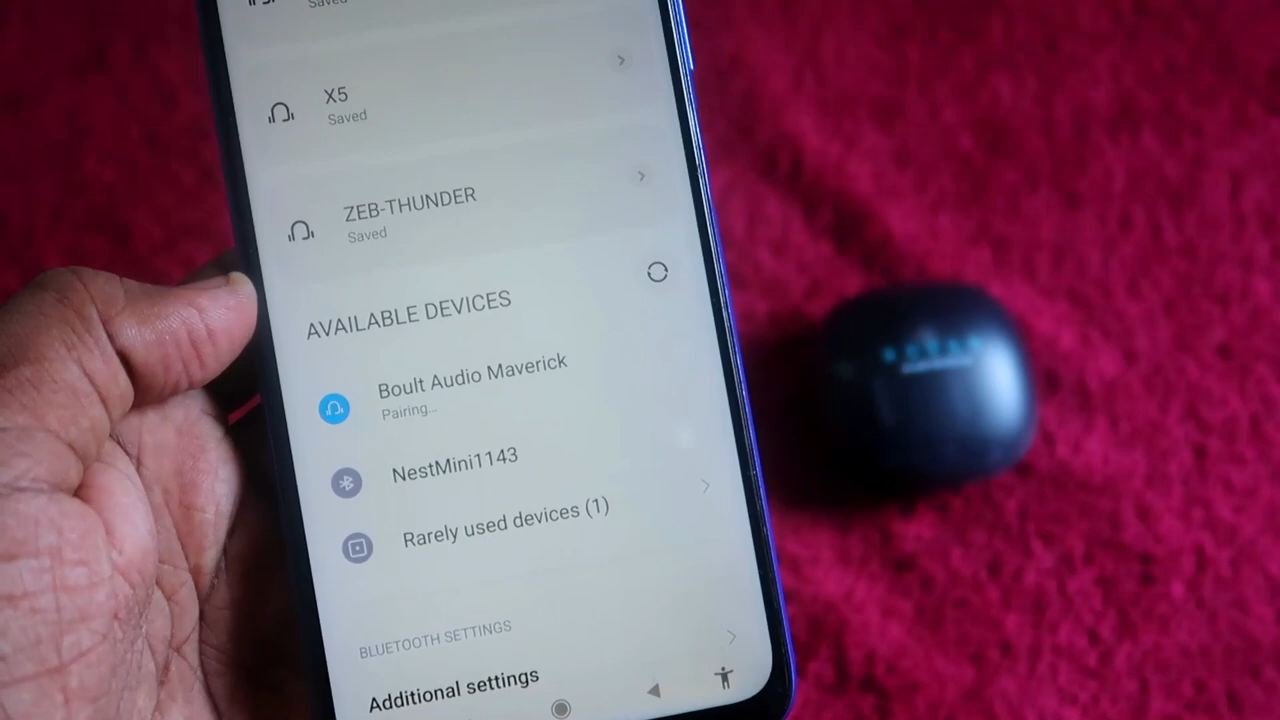 Saved
X5
Saved
ZEB-THUNDER
Saved
AVAILABLE DEVICES
Boult Audio Maverick
Pairing...
NestMini1143
Rarely used devices (1)
BLUETOOTH SETTINGS
Additional settings